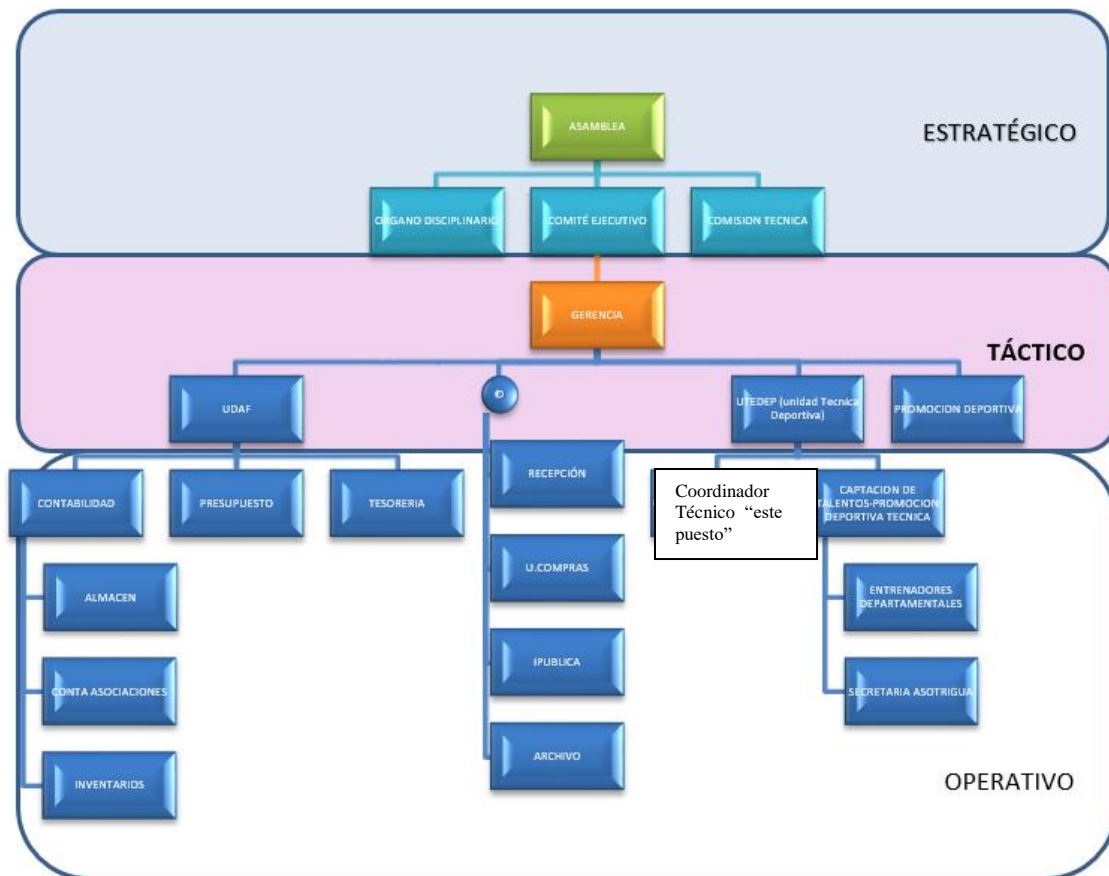 ESTRATÉGICO
ASAMBLEA
ORGANO DISCIPLINARIO
COMITÉ EJECUTIVO
COMISION TECNICA
TÁCTICO
GERENCIA
UDAF
©
UTEDEP (unidad Tecnica
Deportiva)
PROMOCION DEPORTIVA
CONTABILIDAD
PRESUPUESTO
TESORERIA
RECEPCIÓN
Coordinador
Técnico “este
puesto”
CAPTACION DE
TALENTOS-PROMOCION
DEPORTIVA TECNICA
ALMACEN
U.COMPRAS
ENTRENADORES
DEPARTAMENTALES
CONTA ASOCIACIONES
IPUBLICA
SECRETARIA ASOTRIGUA
INVENTARIOS
ARCHIVO
OPERATIVO